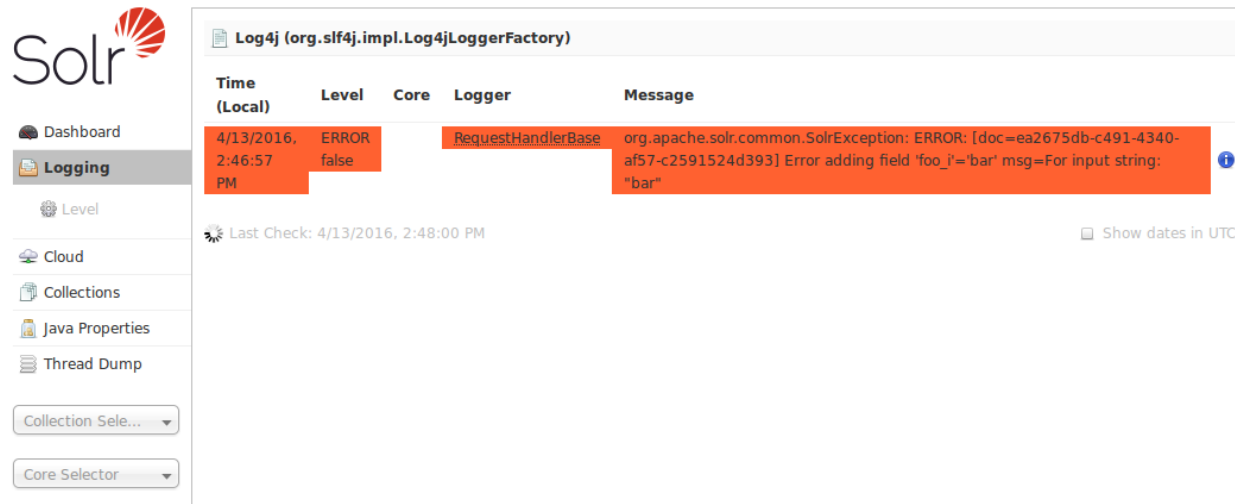 Solr
Dashboard
Logging
Level
Cloud
Collections
Java Properties
Thread Dump
Collection Sele...
Core Selector
Log4j (org.slf4j.impl.Log4jLoggerFactory)
Time
(Local)
Level
Core
Logger
Message
4/13/2016,
2:46:57
PM
ERROR
false
RequestHandlerBase
org.apache.solr.common.SolrException: ERROR: [doc=ea2675db-c491-4340-
af57-c2591524d393] Error adding field 'foo_i'='bar' msg=For input string:
"bar"
Last Check: 4/13/2016, 2:48:00 PM
Show dates in UTC